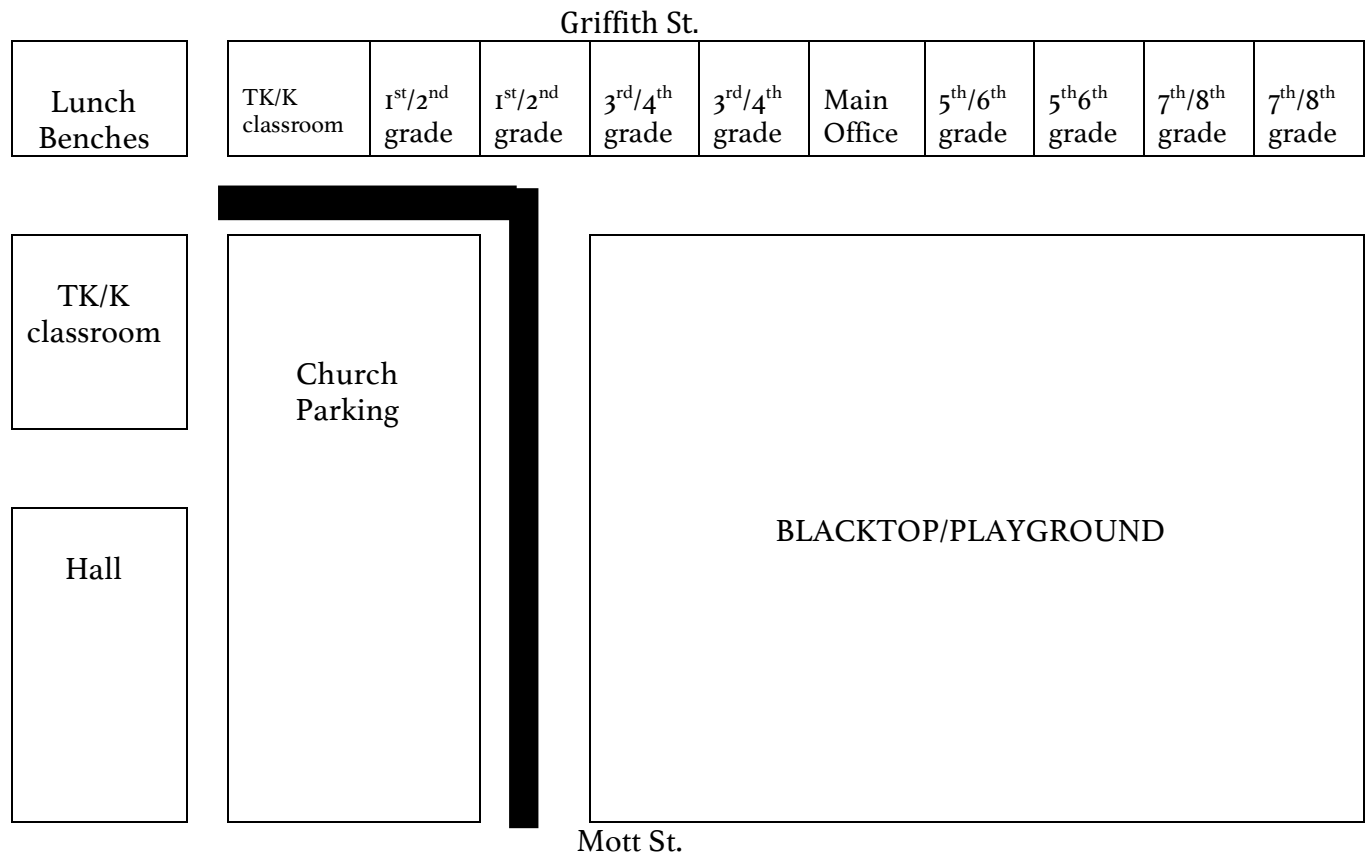 Griffith St.
Lunch
Benches
TK/K
classroom
1st/2nd
grade
1st/2nd
grade
3rd/4th
grade
3rd/4th
grade
Main
Office
5th/6th
grade
5th6th
grade
7th/8th
grade
7th/8th
grade
TK/K
classroom
Church
Parking
BLACKTOP/PLAYGROUND
Hall
Mott St.